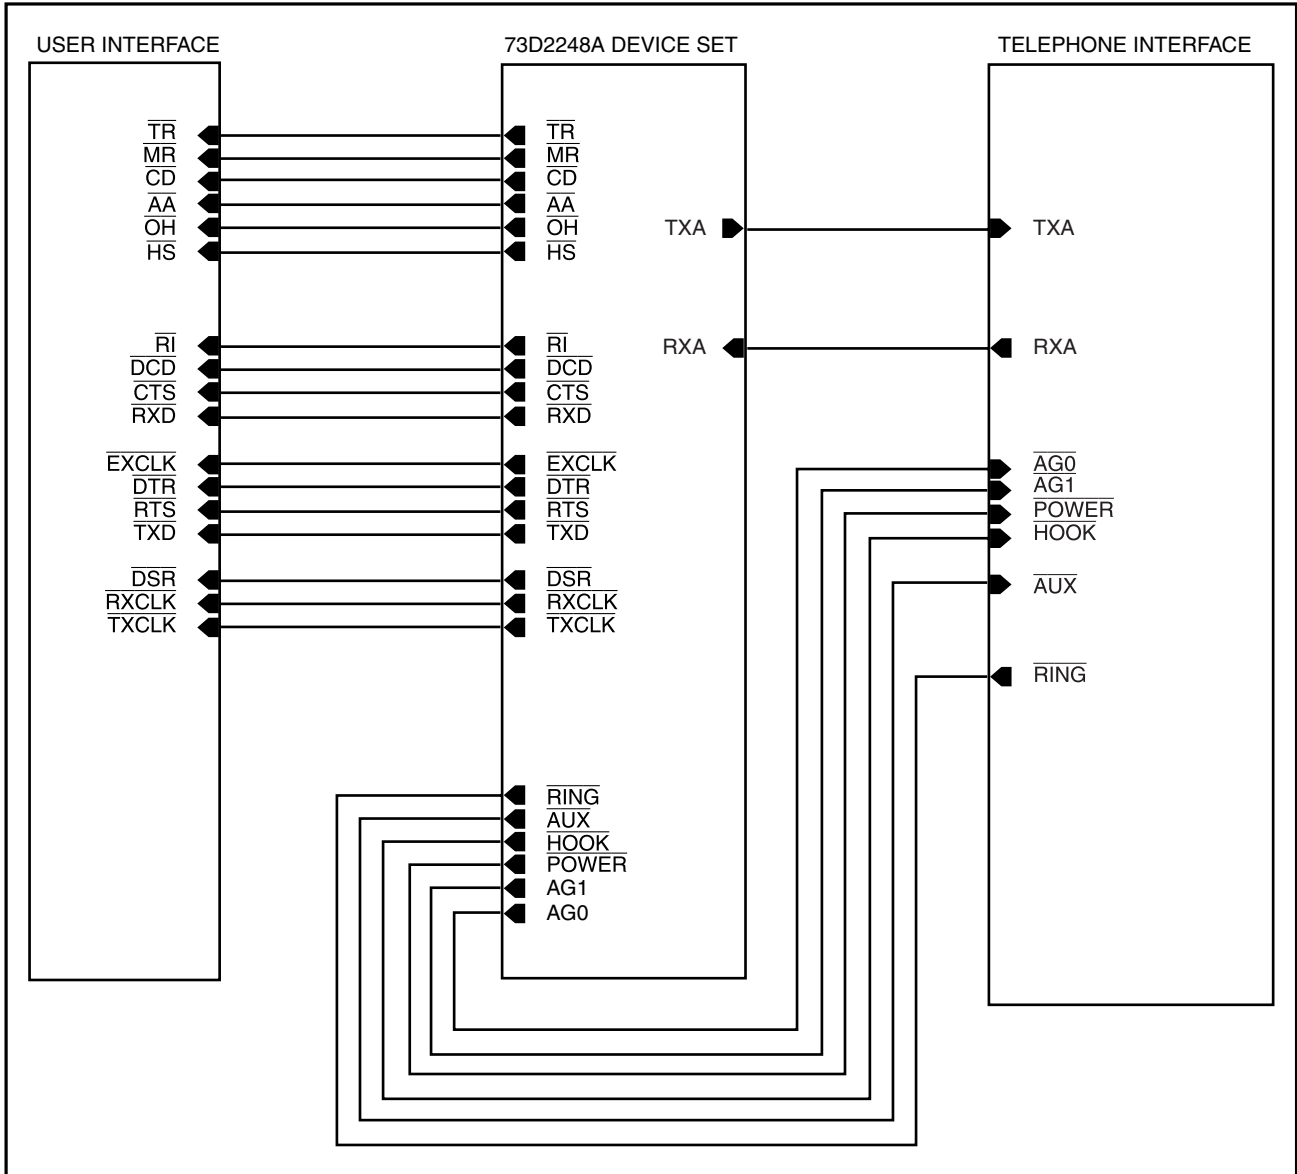 USER INTERFACE
TR
MR
CD
AA
OH
HS
RI
DCD
CTS
RXD
EXCLK
DTR
RTS
TXD
DSR
RXCLK
TXCLK
73D2248A DEVICE SET
TR
MR
CD
AA
OH
HS
RI
DCD
CTS
RXD
EXCLK
DTR
RTS
TXD
DSR
RXCLK
TXCLK
RING
AUX
HOOK
POWER
AG1
AG0
TXA
RXA
TELEPHONE INTERFACE
TXA
RXA
AG0
AG1
POWER
HOOK
AUX
RING